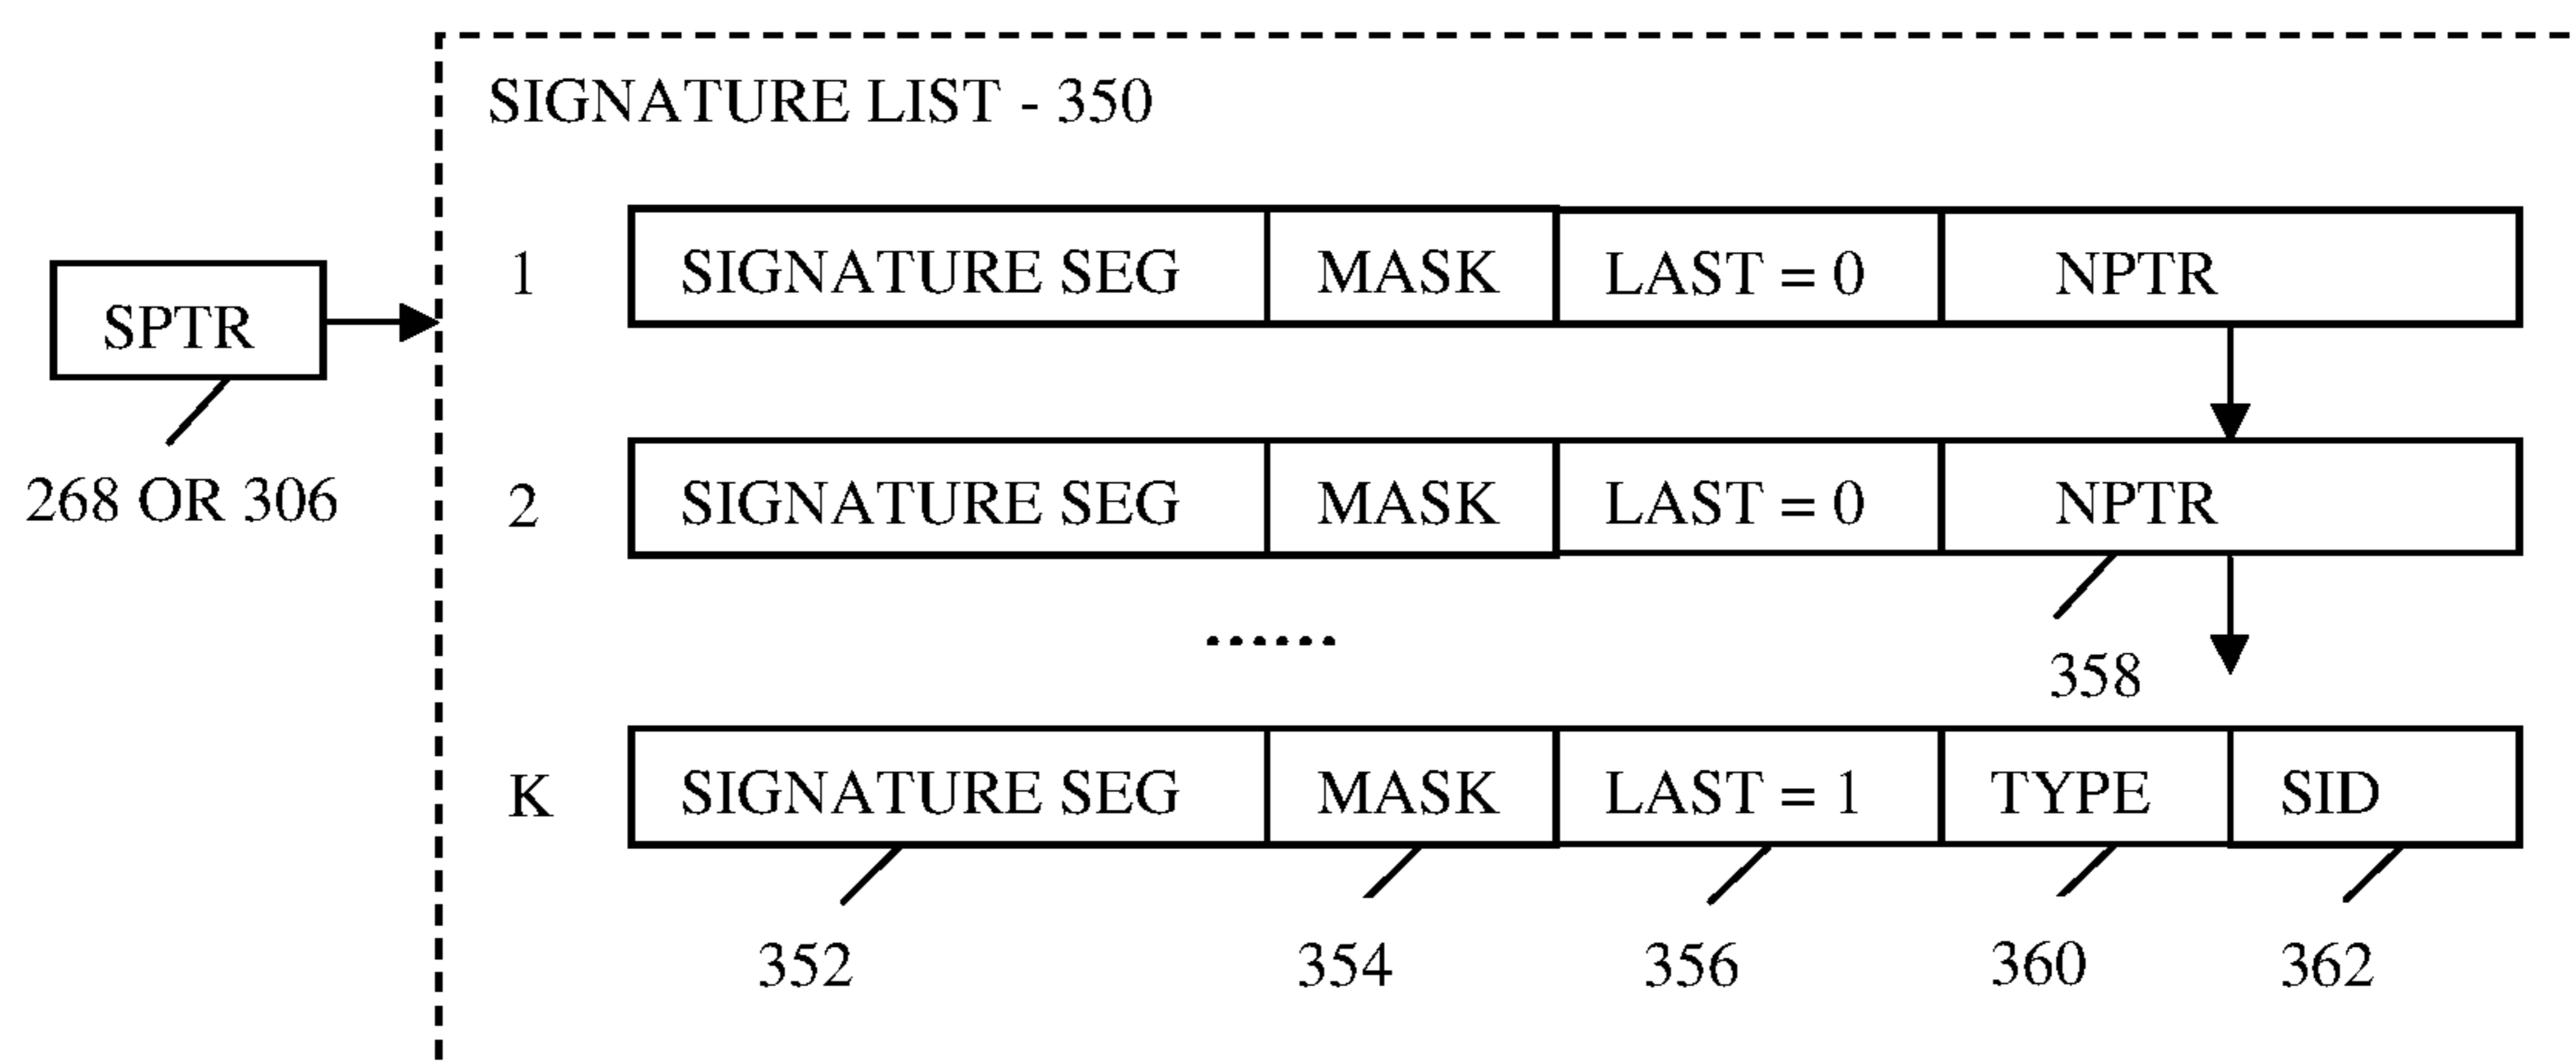 SIGNATURE LIST - 350
1 SIGNATURE SEG MASK LAST = 0 NPTR
SPTR
268 OR 306
2 SIGNATURE SEG MASK LAST = 0 NPTR
......
358
K SIGNATURE SEG MASK LAST = 1 TYPE SID
352 354 356 360 362